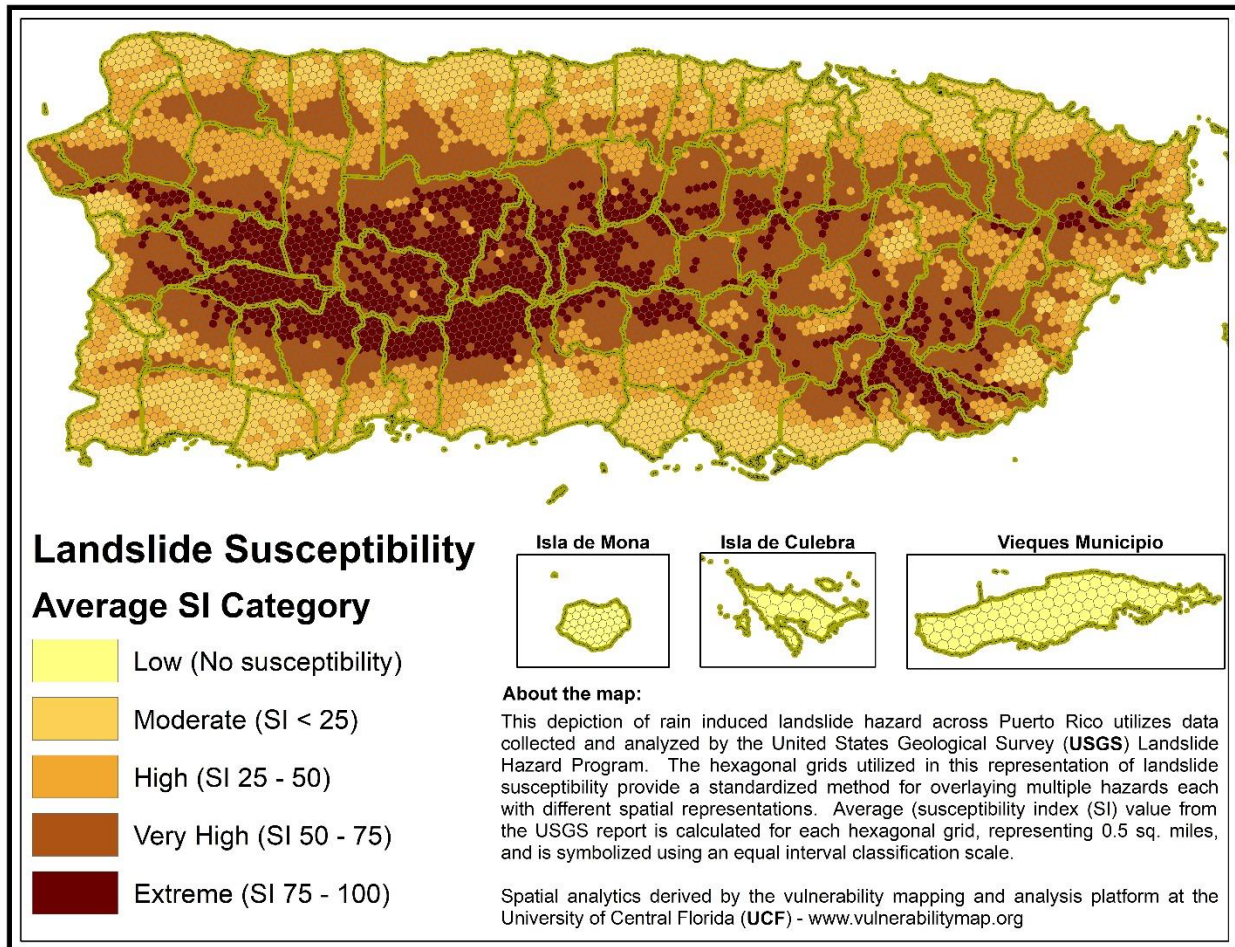 Landslide Susceptibility
Average SI Category
Low (No susceptibility)
Moderate (SI < 25)
High (SI 25 - 50)
Very High (SI 50 - 75)
Extreme (SI 75 - 100)
Isla de Mona
Isla de Culebra
Vieques Municipio
About the map:
This depiction of rain induced landslide hazard across Puerto Rico utilizes data
collected and analyzed by the United States Geological Survey (USGS) Landslide
Hazard Program. The hexagonal grids utilized in this representation of landslide
susceptibility provide a standardized method for overlaying multiple hazards each
with different spatial representations. Average (susceptibility index (SI) value from
the USGS report is calculated for each hexagonal grid, representing 0.5 sq. miles,
and is symbolized using an equal interval classification scale.
Spatial analytics derived by the vulnerability mapping and analysis platform at the
University of Central Florida (UCF) - www.vulnerabilitymap.org